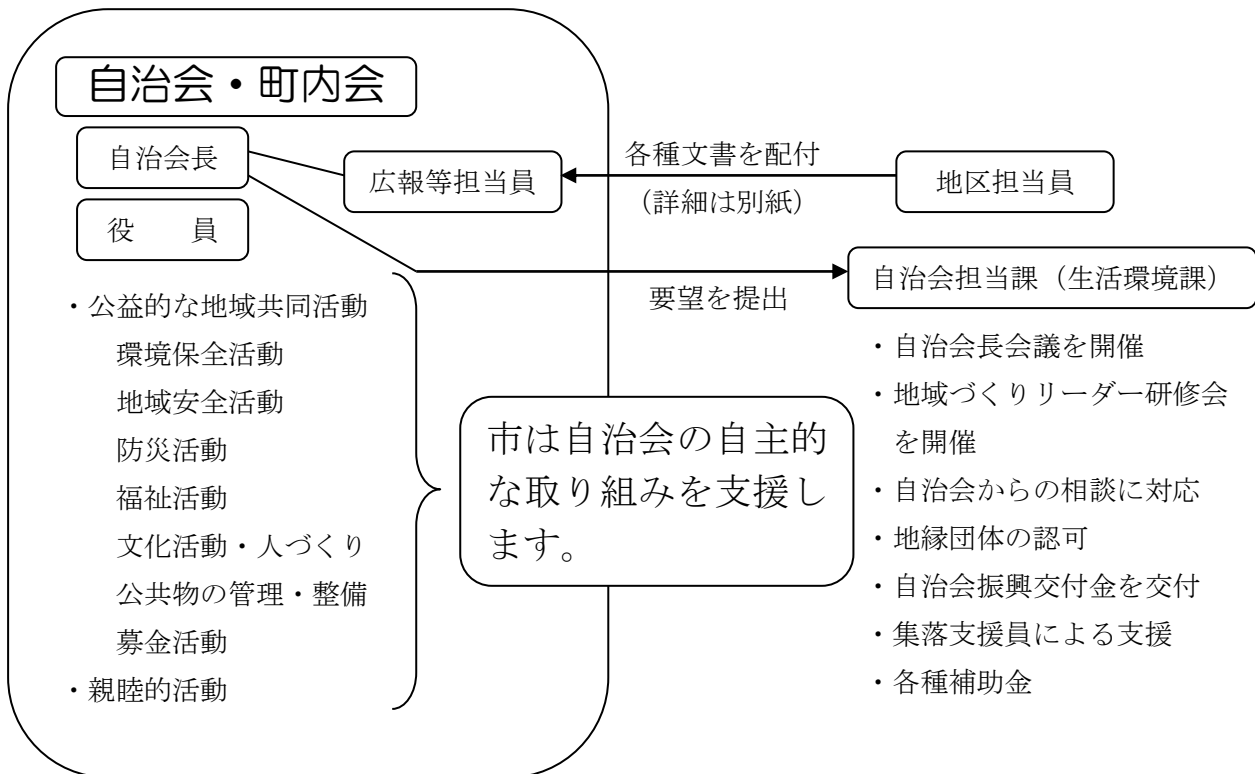 自治会・町内会
自治会長
役　　員
広報等担当員
各種文書を配付
（詳細は別紙）
地区担当員
要望を提出
自治会担当課（生活環境課）
・公益的な地域共同活動
環境保全活動
地域安全活動
防災活動
福祉活動
文化活動・人づくり
公共物の管理・整備
募金活動
・親睦的活動
市は自治会の自主的
な取り組みを支援し
ます。
・自治会長会議を開催
・地域づくりリーダー研修会
を開催
・自治会からの相談に対応
・地縁団体の認可
・自治会振興交付金を交付
・集落支援員による支援
・各種補助金